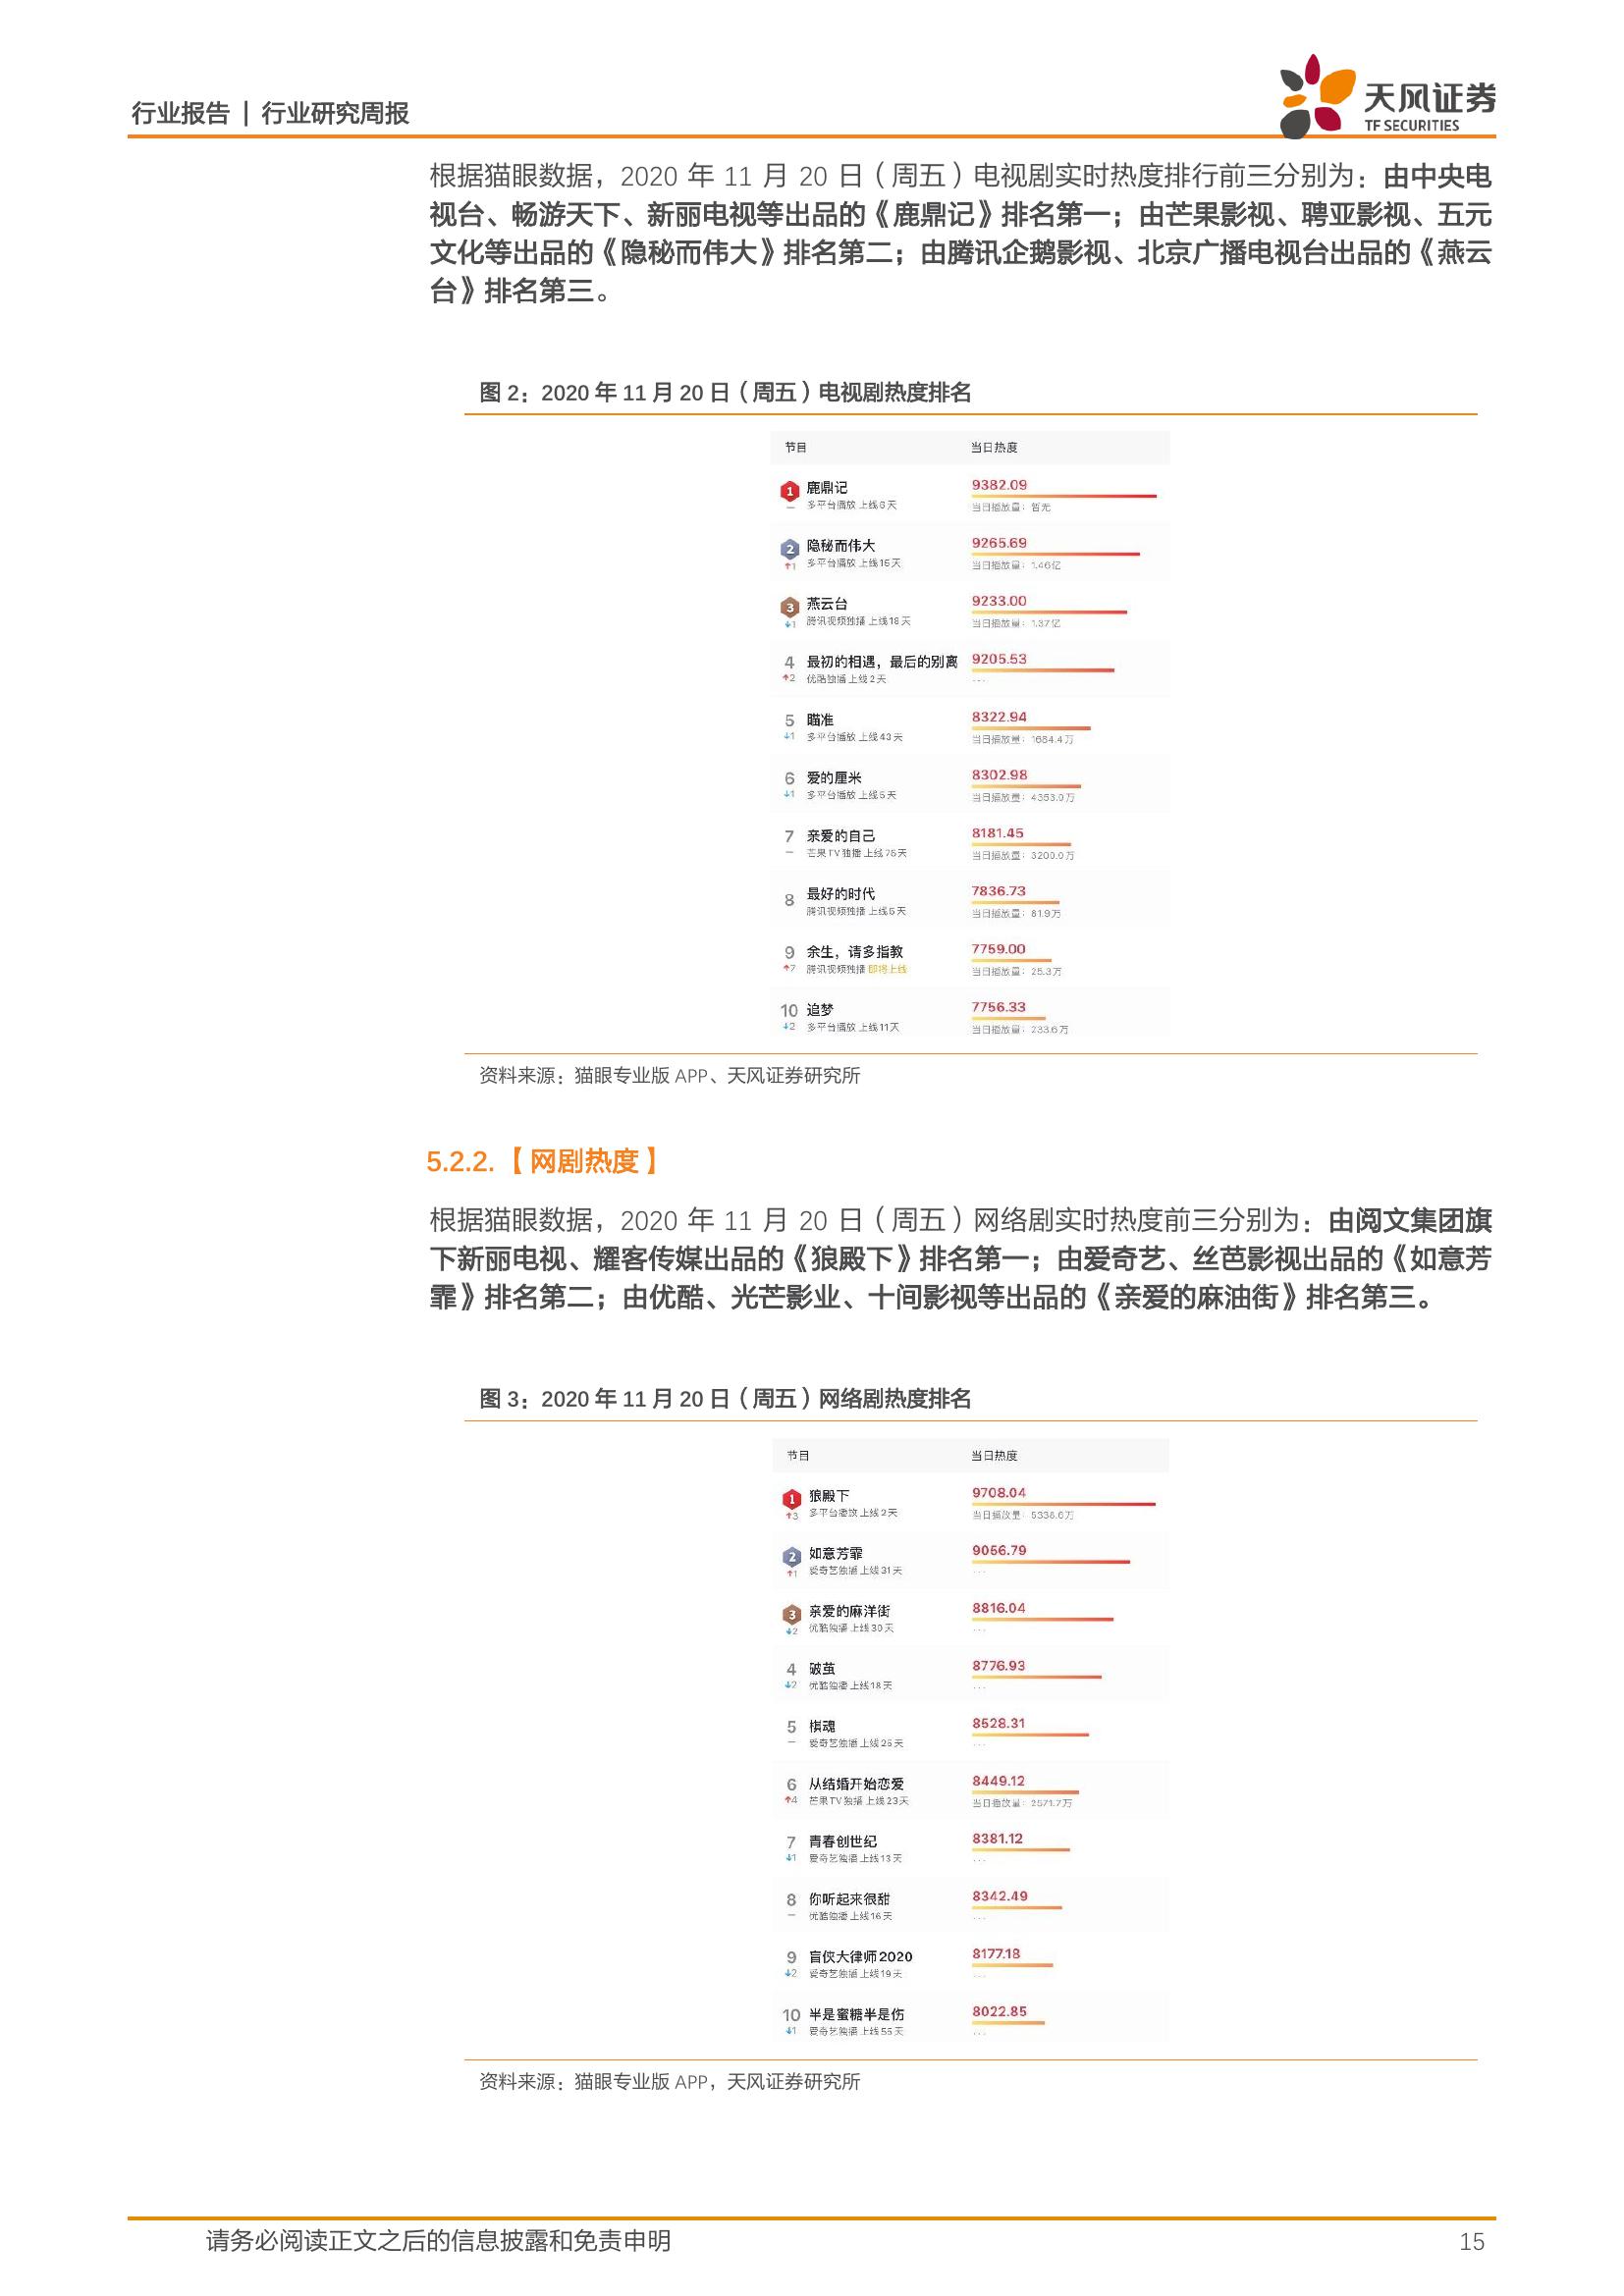 行业报告 | 行业研究周报
天风证券
TF SECURITIES
根据猫眼数据，2020 年 11 月 20 日（周五）电视剧实时热度排行前三分别为：由中央电
视台、畅游天下、新丽电视等出品的《鹿鼎记》排名第一；由芒果影视、聘亚影视、五元
文化等出品的《隐秘而伟大》排名第二；由腾讯企鹅影视、北京广播电视台出品的《燕云
台》排名第三。
图 2：2020 年 11 月 20 日（周五）电视剧热度排名
节目 当日热度
1 鹿鼎记 9382.09
— 多平台播放 上线6天 当日播放量：暂无
2 隐秘而伟大 9265.69
↑1 多平台播放 上线15天 当日播放量：1.46亿
3 燕云台 9233.00
↓1 腾讯视频独播 上线18天 当日播放量：1.37亿
4 最初的相遇，最后的别离 9205.53
↑2 优酷独播 上线2天 ...
5 瞄准 8322.94
↓1 多平台播放 上线43天 当日播放量：1684.4万
6 爱的厘米 8302.98
↓1 多平台播放 上线5天 当日播放量：4353.0万
7 亲爱的自己 8181.45
— 芒果TV独播 上线75天 当日播放量：3200.0万
8 最好的时代 7836.73
腾讯视频独播 上线5天 当日播放量：81.9万
9 余生，请多指教 7759.00
↑7 腾讯视频独播 即将上线 当日播放量：25.3万
10 追梦 7756.33
↓2 多平台播放 上线11天 当日播放量：233.6万
资料来源：猫眼专业版 APP、天风证券研究所
5.2.2.【网剧热度】
根据猫眼数据，2020 年 11 月 20 日（周五）网络剧实时热度前三分别为：由阅文集团旗
下新丽电视、耀客传媒出品的《狼殿下》排名第一；由爱奇艺、丝芭影视出品的《如意芳
霏》排名第二；由优酷、光芒影业、十间影视等出品的《亲爱的麻油街》排名第三。
图 3：2020 年 11 月 20 日（周五）网络剧热度排名
节目 当日热度
1 狼殿下 9708.04
↑3 多平台播放 上线2天 当日播放量：5338.6万
2 如意芳霏 9056.79
↑1 爱奇艺独播 上线31天 ...
3 亲爱的麻洋街 8816.04
↓2 优酷独播 上线30天 ...
4 破茧 8776.93
↓2 优酷独播 上线18天 ...
5 棋魂 8528.31
— 爱奇艺独播 上线25天 ...
6 从结婚开始恋爱 8449.12
↑4 芒果TV独播 上线23天 当日播放量：2571.7万
7 青春创世纪 8381.12
↓1 爱奇艺独播 上线13天 ...
8 你听起来很甜 8342.49
— 优酷独播 上线16天 ...
9 盲侠大律师2020 8177.18
↓2 爱奇艺独播 上线19天 ...
10 半是蜜糖半是伤 8022.85
↓1 爱奇艺独播 上线55天 ...
资料来源：猫眼专业版 APP，天风证券研究所
请务必阅读正文之后的信息披露和免责申明 15